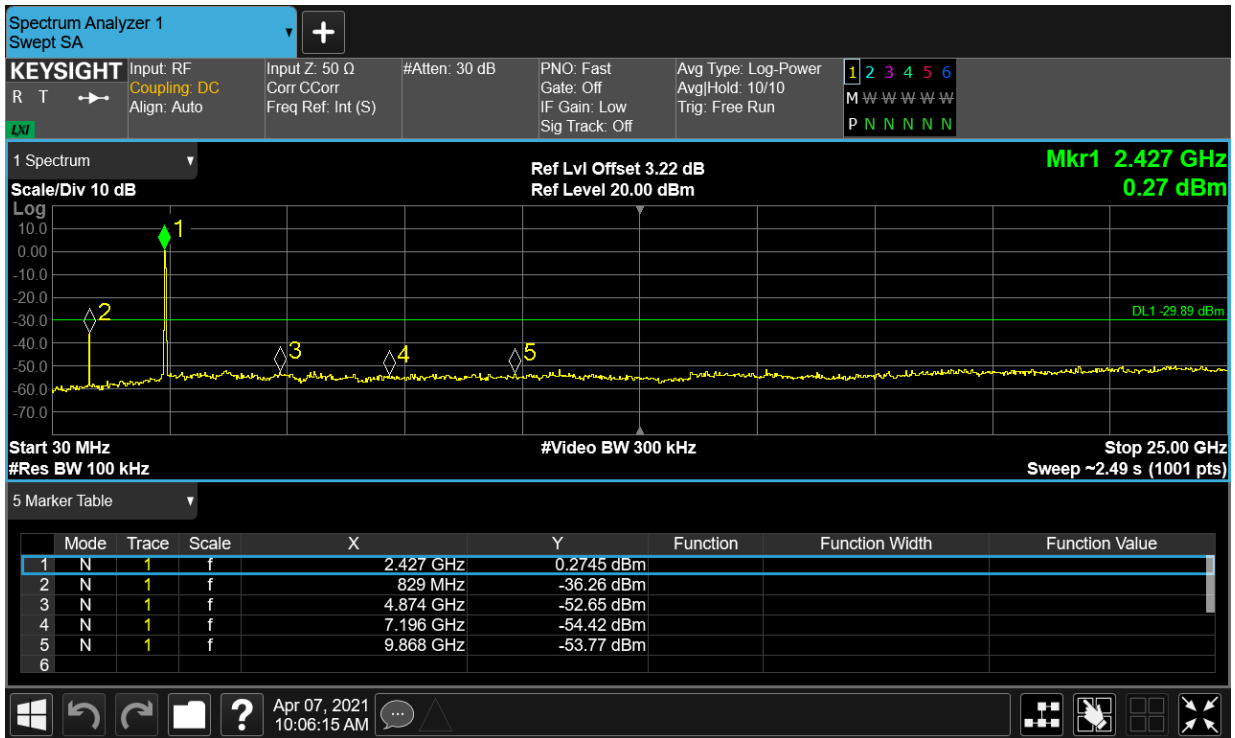 Spectrum Analyzer 1
Swept SA
KEYSIGHT
R T
LXI
Input: RF
Coupling: DC
Align: Auto
Input Z: 50 Ω
Corr CCorr
Freq Ref: Int (S)
#Atten: 30 dB
PNO: Fast
Gate: Off
IF Gain: Low
Sig Track: Off
Avg Type: Log-Power
Avg|Hold: 10/10
Trig: Free Run
1 2 3 4 5 6
M W W W W W
P N N N N N
1 Spectrum
Scale/Div 10 dB
Ref Lvl Offset 3.22 dB
Ref Level 20.00 dBm
Mkr1 2.427 GHz
0.27 dBm
Log
10.0
0.00
-10.0
-20.0
-30.0
-40.0
-50.0
-60.0
-70.0
1
2
3
4
5
DL1 -29.89 dBm
Start 30 MHz
#Res BW 100 kHz
#Video BW 300 kHz
Stop 25.00 GHz
Sweep ~2.49 s (1001 pts)
5 Marker Table
Mode Trace Scale X Y Function Function Width Function Value
1 N 1 f 2.427 GHz 0.2745 dBm
2 N 1 f 829 MHz -36.26 dBm
3 N 1 f 4.874 GHz -52.65 dBm
4 N 1 f 7.196 GHz -54.42 dBm
5 N 1 f 9.868 GHz -53.77 dBm
6
?
Apr 07, 2021
10:06:15 AM